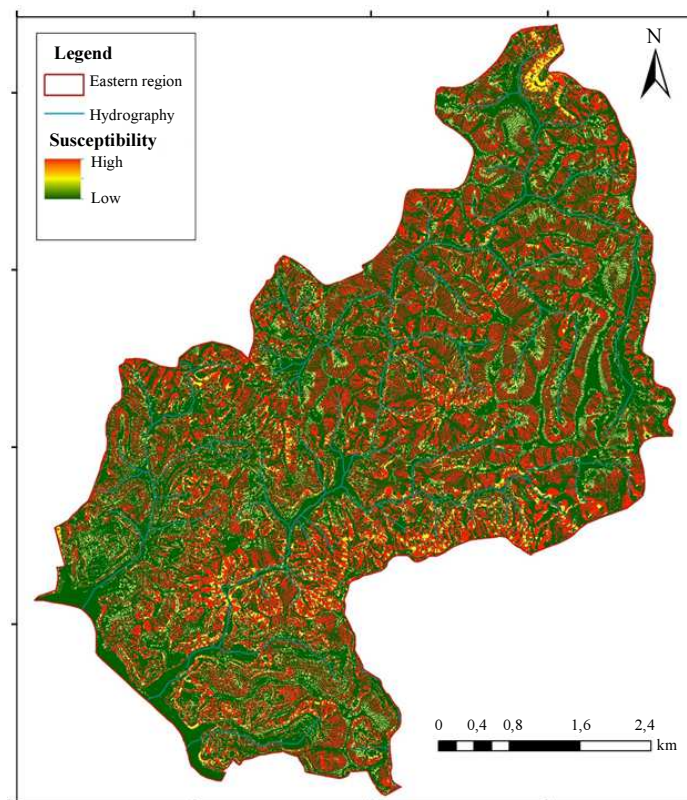 Legend
Eastern region
Hydrography
Susceptibility
High
Low
N
0 0,4 0,8 1,6 2,4
km